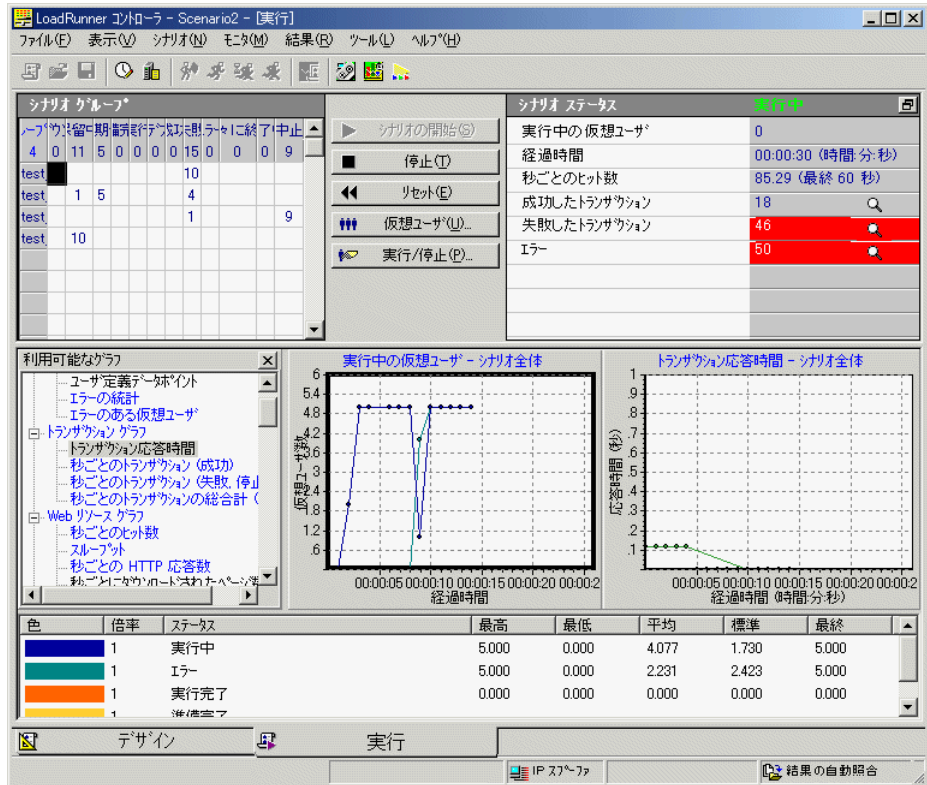 LoadRunner コントローラ - Scenario2 - [実行]
ファイル(F) 表示(V) シナリオ(N) モニタ(M) 結果(R) ツール(L) ヘルプ(H)
シナリオ グループ
4 0 11 5 0 0 0 0 15 0 0 0 9
test_ 10
test_ 1 5 4
test_ 1 9
test_ 10
シナリオの開始(S)
停止(T)
リセット(E)
仮想ユーザ(U)...
実行/停止(P)...
シナリオ ステータス 実行中
実行中の仮想ユーザ 0
経過時間 00:00:30 (時間:分:秒)
秒ごとのヒット数 85.29 (最終 60 秒)
成功したトランザクション 18
失敗したトランザクション 46
エラー 50
利用可能なグラフ
ユーザ定義データポイント
エラーの統計
エラーのある仮想ユーザ
トランザクション グラフ
トランザクション応答時間
秒ごとのトランザクション (成功)
秒ごとのトランザクション (失敗, 停止
秒ごとのトランザクションの総合計 (
Web リソース グラフ
秒ごとのヒット数
スループット
秒ごとの HTTP 応答数
秒ごとにダウンロードされたページ数
実行中の仮想ユーザ - シナリオ全体
仮想ユーザ数
6
5.4
4.8
4.2
3.6
3
2.4
1.8
1.2
.6
00:00:05 00:00:10 00:00:15 00:00:20 00:00:2
経過時間
トランザクション応答時間 - シナリオ全体
応答時間 (秒)
1
.9
.8
.7
.6
.5
.4
.3
.2
.1
00:00:05 00:00:10 00:00:15 00:00:20 00:00:2
経過時間 (時間:分:秒)
色 倍率 ステータス 最高 最低 平均 標準 最終
1 実行中 5.000 0.000 4.077 1.730 5.000
1 エラー 5.000 0.000 2.231 2.423 5.000
1 実行完了 0.000 0.000 0.000 0.000 0.000
1 準備完了
デザイン 実行
IP スプーファ 結果の自動照合